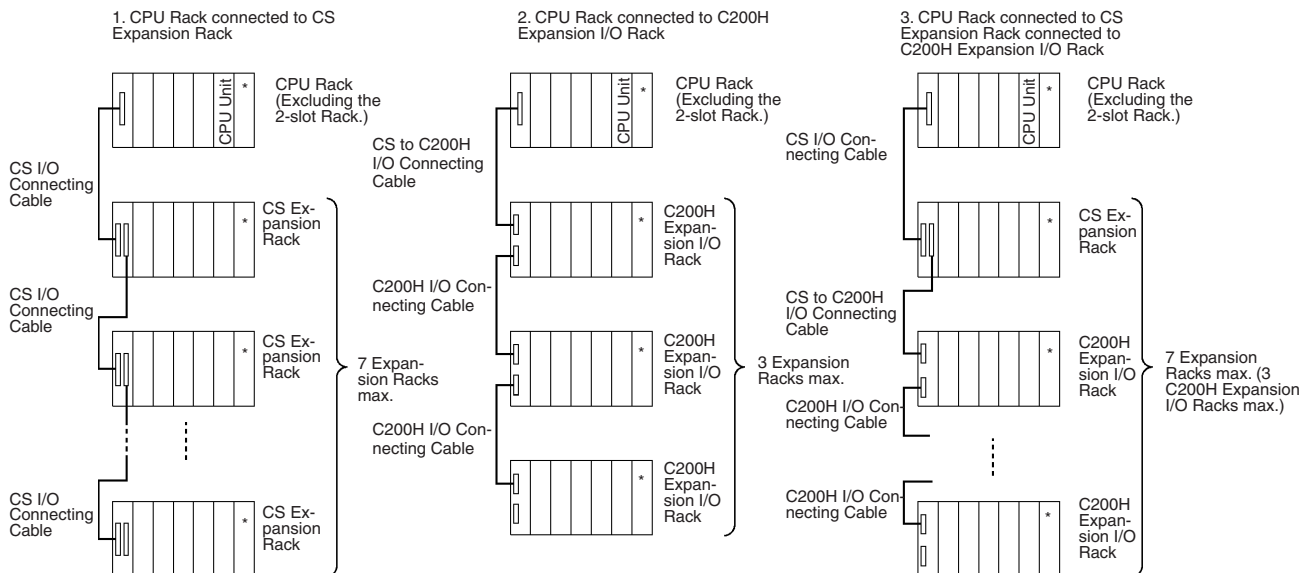 1. CPU Rack connected to CS
Expansion Rack
CPU Unit
*
CPU Rack
(Excluding the
2-slot Rack.)
CS I/O
Connecting
Cable
*
CS Ex-
pansion
Rack
CS I/O
Connecting
Cable
*
CS Ex-
pansion
Rack
7 Expan-
sion Racks
max.
CS I/O
Connecting
Cable
*
CS Ex-
pansion
Rack
2. CPU Rack connected to C200H
Expansion I/O Rack
CPU Unit
*
CPU Rack
(Excluding the
2-slot Rack.)
CS to C200H
I/O Connecting
Cable
*
C200H
Expan-
sion I/O
Rack
C200H I/O Con-
necting Cable
*
C200H
Expan-
sion I/O
Rack
3 Expansion
Racks max.
C200H I/O Con-
necting Cable
*
C200H
Expan-
sion I/O
Rack
3. CPU Rack connected to CS
Expansion Rack connected to
C200H Expansion I/O Rack
CPU Unit
*
CPU Rack
(Excluding the
2-slot Rack.)
CS I/O Con-
necting Cable
*
CS Ex-
pansion
Rack
CS to C200H
I/O Connecting
Cable
*
C200H
Expan-
sion I/O
Rack
7 Expansion
Racks max. (3
C200H Expansion
I/O Racks max.)
C200H I/O Con-
necting Cable
C200H I/O Con-
necting Cable
*
C200H
Expan-
sion I/O
Rack